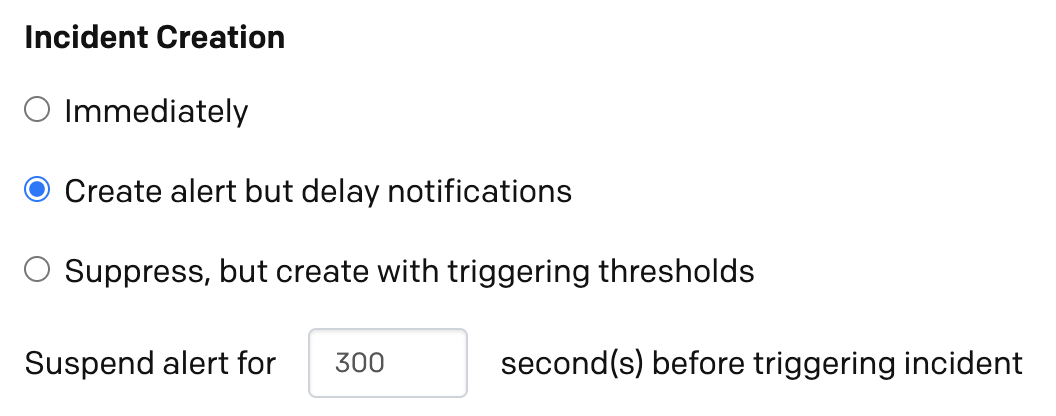 Incident Creation
Immediately
Create alert but delay notifications
Suppress, but create with triggering thresholds
Suspend alert for 300 second(s) before triggering incident